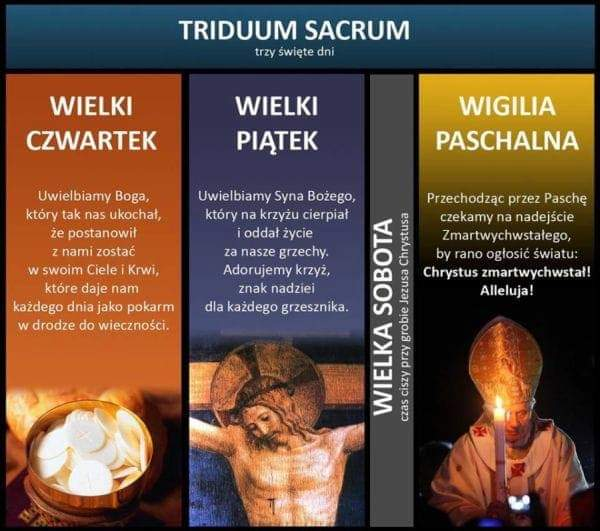 TRIDUUM SACRUM
trzy święte dni
WIELKI
CZWARTEK
Uwielbiamy Boga,
który tak nas ukochał,
że postanowił
z nami zostać
w swoim Ciele i Krwi,
które daje nam
każdego dnia jako pokarm
w drodze do wieczności.
WIELKI
PIĄTEK
Uwielbiamy Syna Bożego,
który na krzyżu cierpiał
i oddał życie
za nasze grzechy.
Adorujemy krzyż,
znak nadziei
dla każdego grzesznika.
WIELKA SOBOTA
czas ciszy przy grobie Jezusa Chrystusa
WIGILIA
PASCHALNA
Przechodząc przez Paschę
czekamy na nadejście
Zmartwychwstałego,
by rano ogłosić światu:
Chrystus zmartwychwstał!
Alleluja!